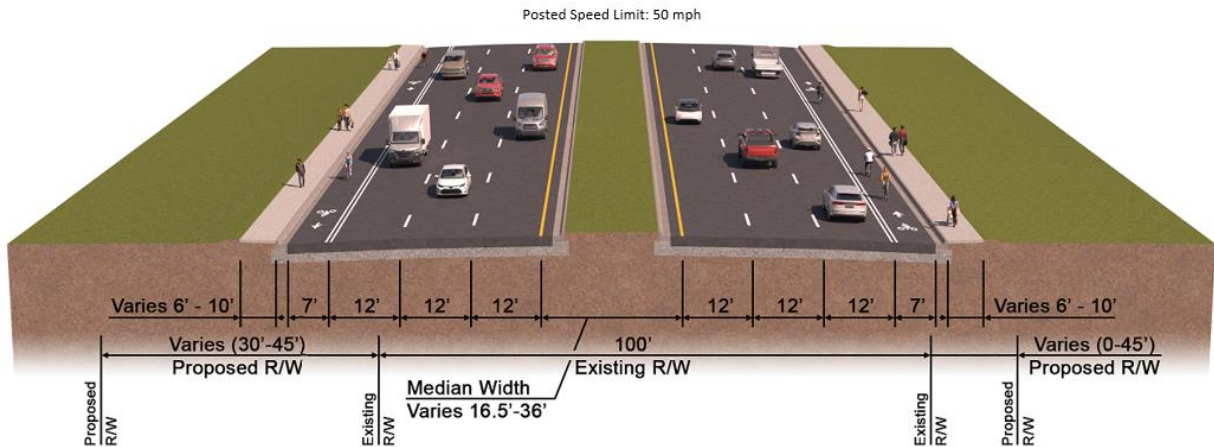 Posted Speed Limit: 50 mph
Varies 6' - 10'
7'
12'
12'
12'
12'
12'
12'
7'
Varies 6' - 10'
Varies (30'-45')
Proposed R/W
100'
Existing R/W
Varies (0-45')
Proposed R/W
Median Width
Varies 16.5'-36'
Proposed
R/W
Existing
R/W
Existing
R/W
Proposed
R/W